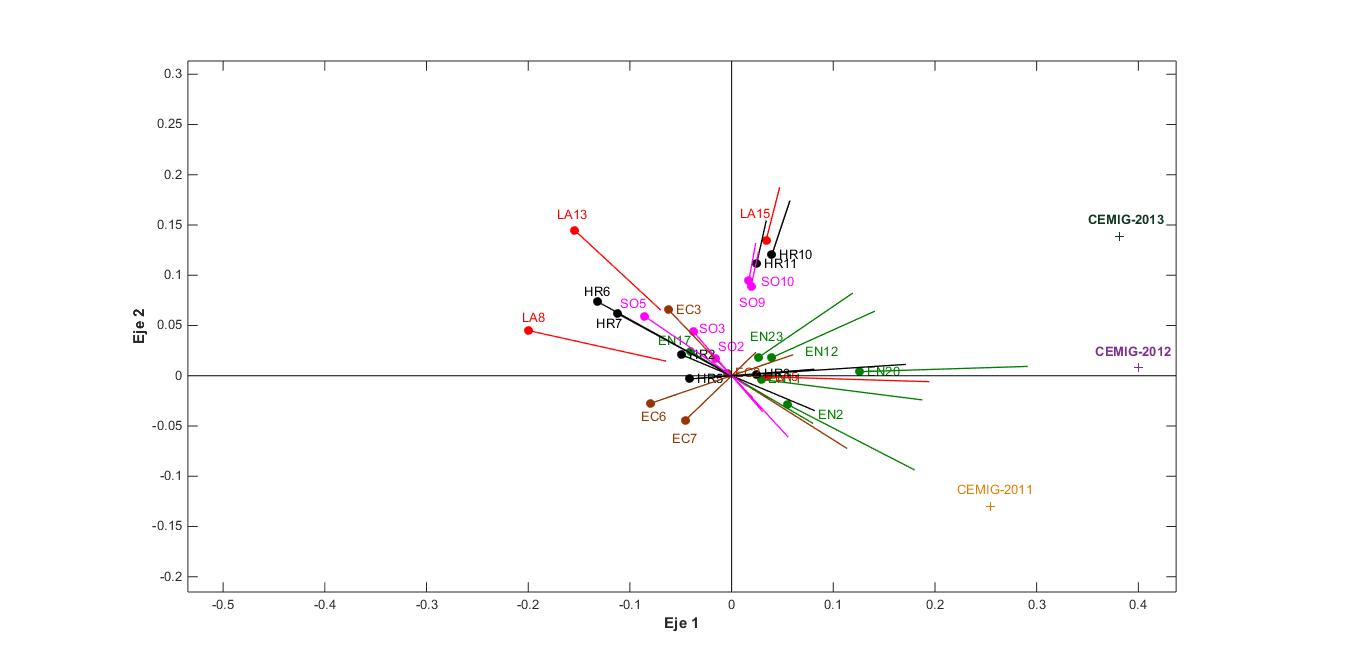 0.3
0.25
0.2
LA13
LA15
CEMIG-2013
0.15
HR10
HR11
0.1
HR6
SO5
EC3
SO10
SO9
LA8
HR7
SO3
EN23
0.05
EN17
SO2
EN12
CEMIG-2012
HR2
0
HR5
EN20
EC6
EN2
-0.05
EC7
-0.1
CEMIG-2011
-0.15
-0.2
-0.5
-0.4
-0.3
-0.2
-0.1
0
0.1
0.2
0.3
0.4
Eje 1
Eje 2